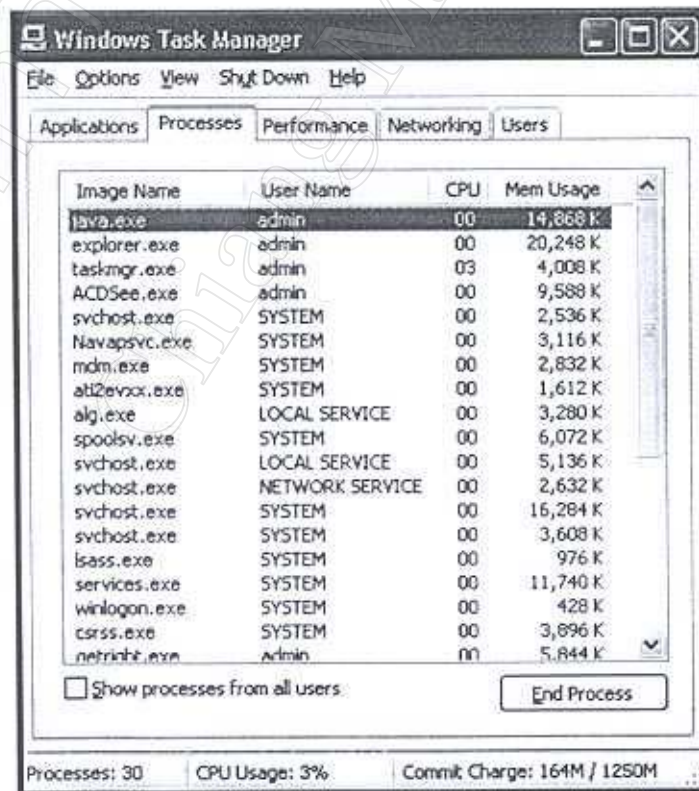 Windows Task Manager
File Options View Shut Down Help
Applications Processes Performance Networking Users
Image Name User Name CPU Mem Usage
java.exe admin 00 14,868 K
explorer.exe admin 00 20,248 K
taskmgr.exe admin 03 4,008 K
ACDSee.exe admin 00 9,588 K
svchost.exe SYSTEM 00 2,536 K
Navapsvc.exe SYSTEM 00 3,116 K
mdm.exe SYSTEM 00 2,832 K
ati2evxx.exe SYSTEM 00 1,612 K
alg.exe LOCAL SERVICE 00 3,280 K
spoolsv.exe SYSTEM 00 6,072 K
svchost.exe LOCAL SERVICE 00 5,136 K
svchost.exe NETWORK SERVICE 00 2,632 K
svchost.exe SYSTEM 00 16,284 K
svchost.exe SYSTEM 00 3,608 K
lsass.exe SYSTEM 00 976 K
services.exe SYSTEM 00 11,740 K
winlogon.exe SYSTEM 00 428 K
csrss.exe SYSTEM 00 3,896 K
getright.exe admin 00 5,844 K
Show processes from all users End Process
Processes: 30 CPU Usage: 3% Commit Charge: 164M / 1250M
Chiang M